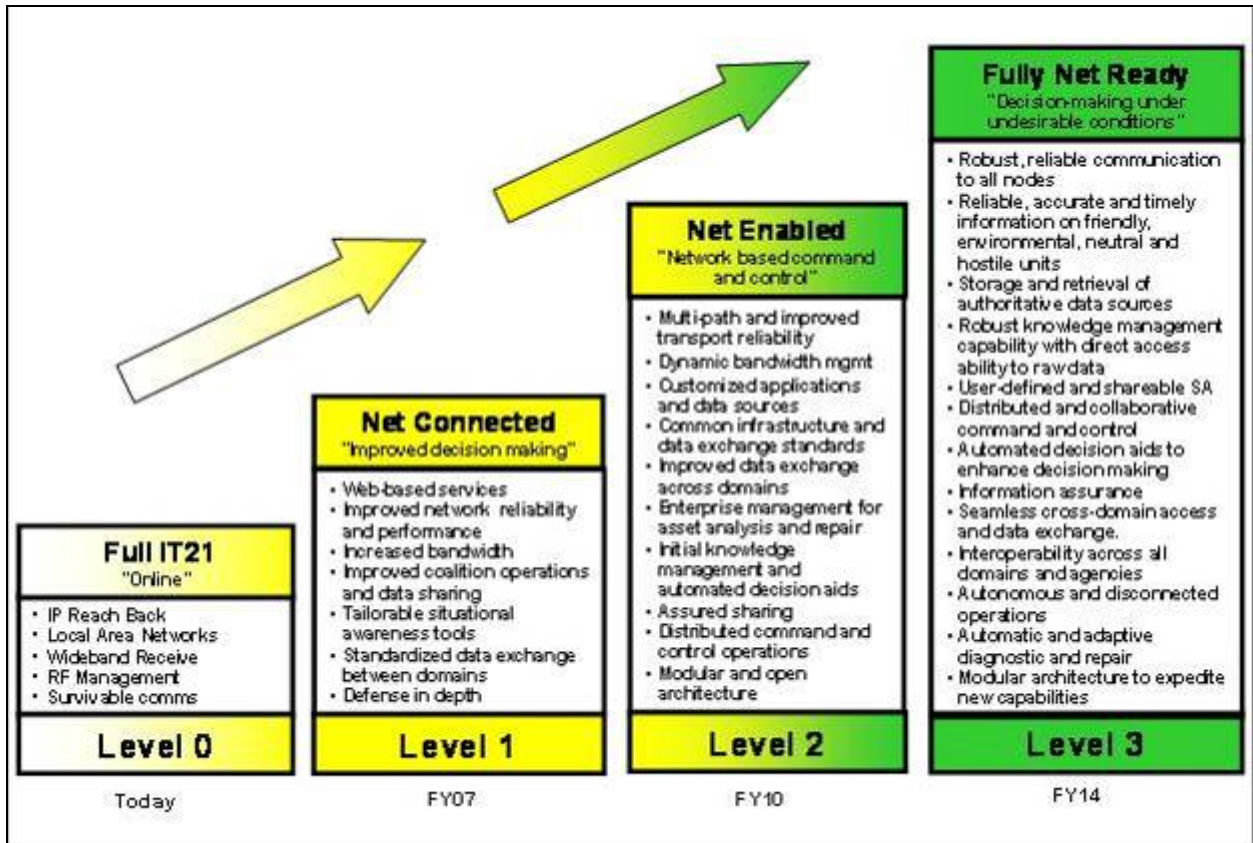 Full IT21
"Online"
• IP Reach Back
• Local Area Networks
• Wideband Receive
• RF Management
• Survivable comms
Level 0
Today
Net Connected
"Improved decision making"
• Web-based services
• Improved network reliability
and performance
• Increased bandwidth
• Improved coalition operations
and data sharing
• Tailorable situational
awareness tools
• Standardized data exchange
between domains
• Defense in depth
Level 1
FY07
Net Enabled
"Network based command
and control"
• Multi-path and improved
transport reliability
• Dynamic bandwidth mgmt
• Customized applications
and data sources
• Common infrastructure and
data exchange standards
• Improved data exchange
across domains
• Enterprise management for
asset analysis and repair
• Initial knowledge
management and
automated decision aids
• Assured sharing
• Distributed command and
control operations
• Modular and open
architecture
Level 2
FY10
Fully Net Ready
"Decision-making under
undesirable conditions"
• Robust, reliable communication
to all nodes
• Reliable, accurate and timely
information on friendly,
environmental, neutral and
hostile units
• Storage and retrieval of
authoritative data sources
• Robust knowledge management
capability with direct access
ability to raw data
• User-defined and shareable SA
• Distributed and collaborative
command and control
• Automated decision aids to
enhance decision making
• Information assurance
• Seamless cross-domain access
and data exchange.
• Interoperability across all
domains and agencies
• Autonomous and disconnected
operations
• Automatic and adaptive
diagnostic and repair
• Modular architecture to expedite
new capabilities
Level 3
FY14